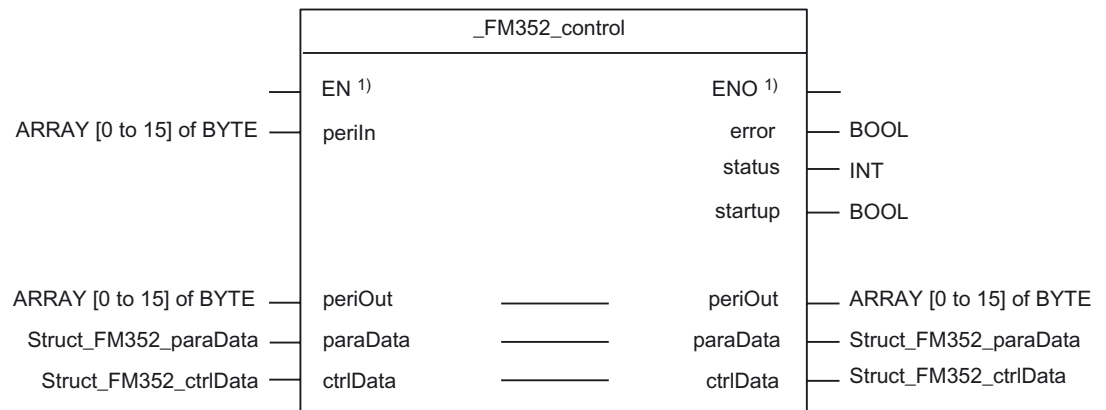 _FM352_control
EN 1) ENO 1)
ARRAY [0 to 15] of BYTE periIn error BOOL
status INT
startup BOOL
ARRAY [0 to 15] of BYTE periOut periOut ARRAY [0 to 15] of BYTE
Struct_FM352_paraData paraData paraData Struct_FM352_paraData
Struct_FM352_ctrlData ctrlData ctrlData Struct_FM352_ctrlData